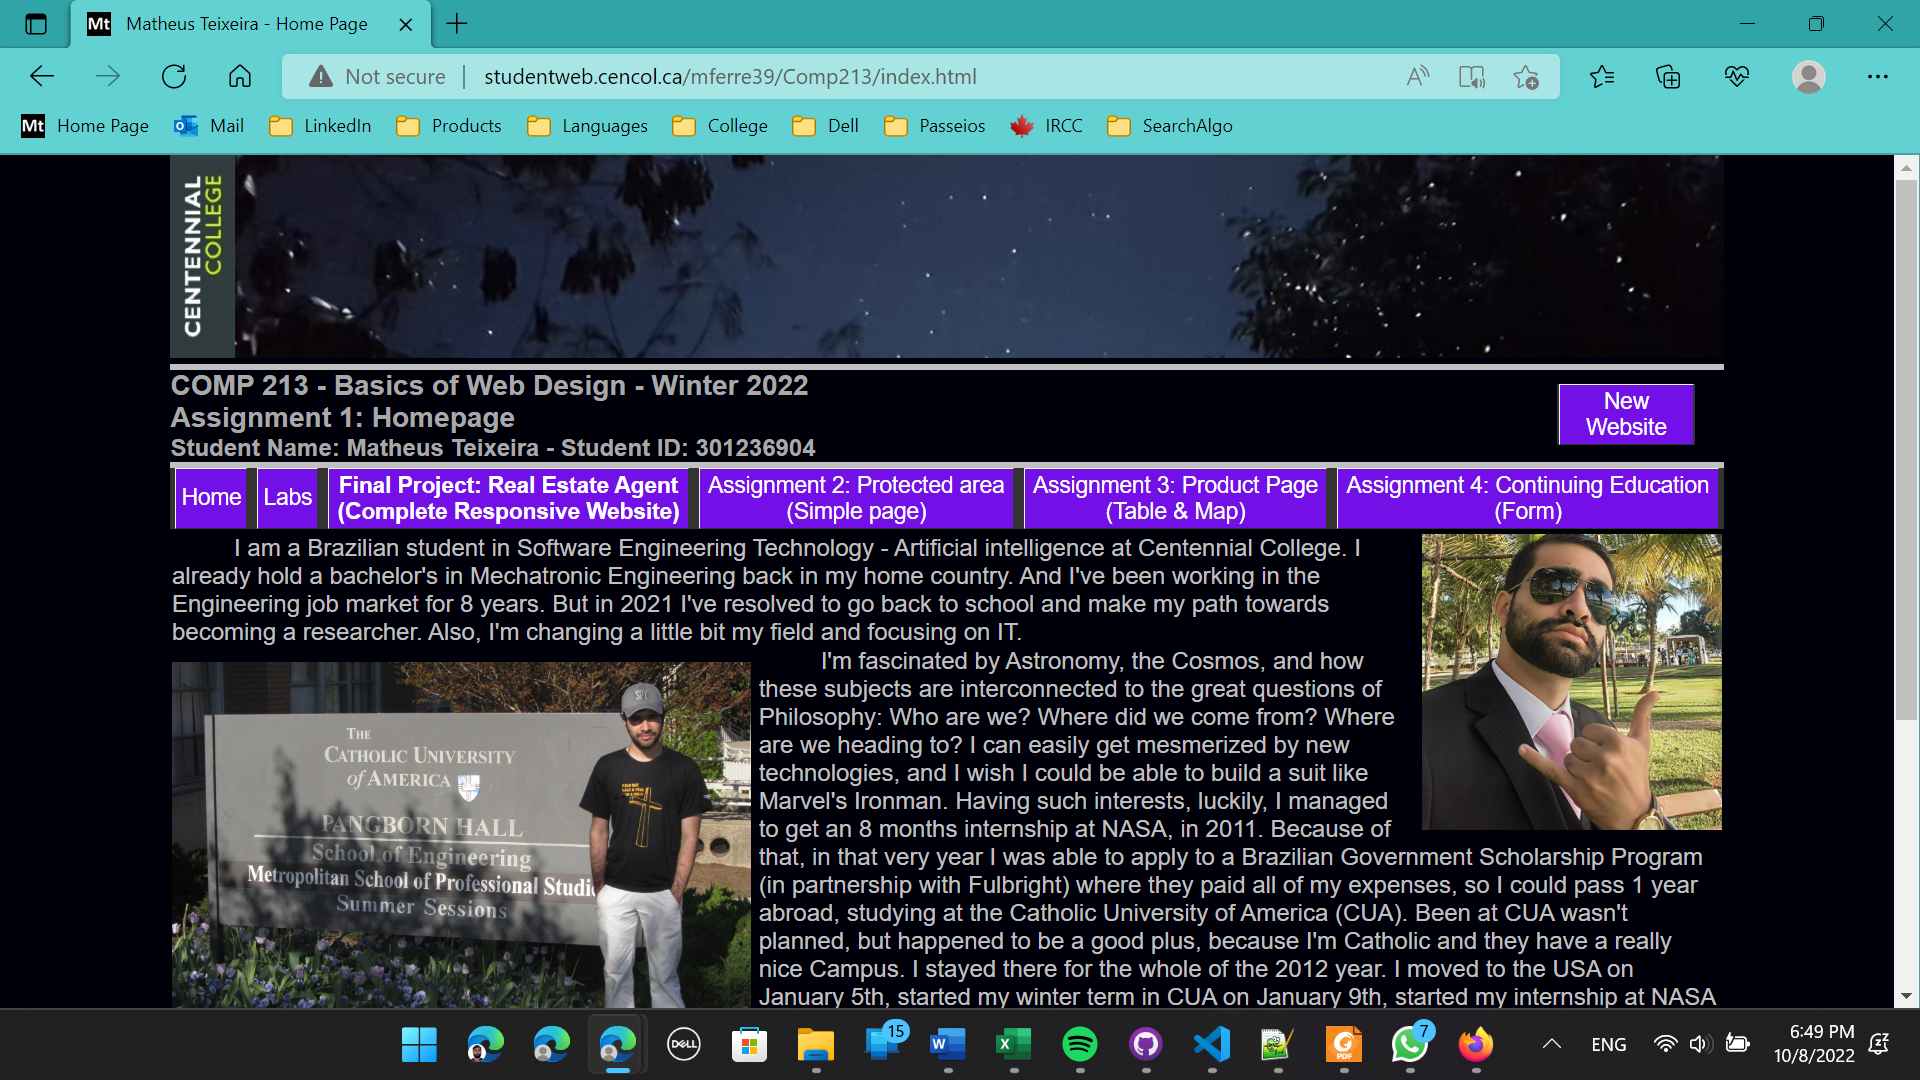 Mt Matheus Teixeira - Home Page
Not secure studentweb.cencol.ca/mferre39/Comp213/index.html
Mt Home Page Mail LinkedIn Products Languages College Dell Passeios IRCC SearchAlgo
CENTENNIAL
COLLEGE
COMP 213 - Basics of Web Design - Winter 2022
Assignment 1: Homepage
Student Name: Matheus Teixeira - Student ID: 301236904
New
Website
Home
Labs
Final Project: Real Estate Agent
(Complete Responsive Website)
Assignment 2: Protected area
(Simple page)
Assignment 3: Product Page
(Table & Map)
Assignment 4: Continuing Education
(Form)
I am a Brazilian student in Software Engineering Technology - Artificial intelligence at Centennial College. I
already hold a bachelor's in Mechatronic Engineering back in my home country. And I've been working in the
Engineering job market for 8 years. But in 2021 I've resolved to go back to school and make my path towards
becoming a researcher. Also, I'm changing a little bit my field and focusing on IT.
THE
CATHOLIC UNIVERSITY
of AMERICA
PANGBORN HALL
School of Engineering
Metropolitan School of Professional Studie
Summer Sessions
I'm fascinated by Astronomy, the Cosmos, and how
these subjects are interconnected to the great questions of
Philosophy: Who are we? Where did we come from? Where
are we heading to? I can easily get mesmerized by new
technologies, and I wish I could be able to build a suit like
Marvel's Ironman. Having such interests, luckily, I managed
to get an 8 months internship at NASA, in 2011. Because of
that, in that very year I was able to apply to a Brazilian Government Scholarship Program
(in partnership with Fulbright) where they paid all of my expenses, so I could pass 1 year
abroad, studying at the Catholic University of America (CUA). Been at CUA wasn't
planned, but happened to be a good plus, because I'm Catholic and they have a really
nice Campus. I stayed there for the whole of the 2012 year. I moved to the USA on
January 5th, started my winter term in CUA on January 9th, started my internship at NASA
DELL
15
W
X
PDF
7
ENG
6:49 PM
10/8/2022